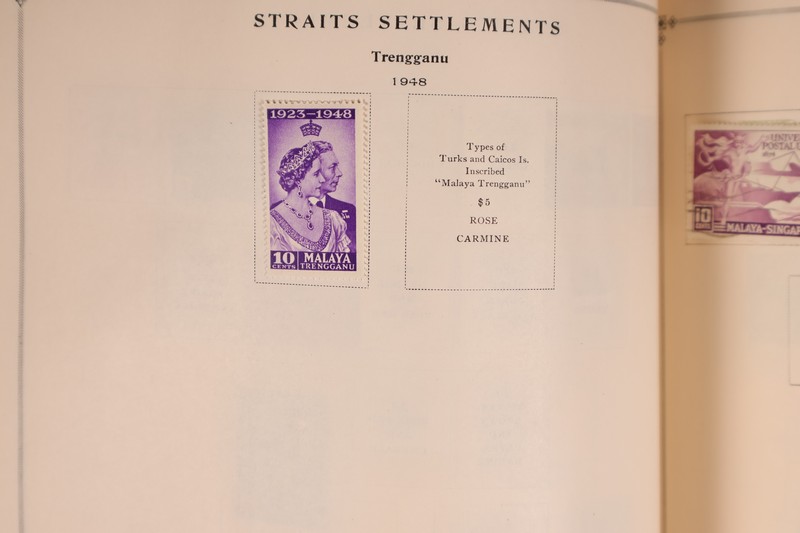 STRAITS SETTLEMENTS
Trengganu
1948
1923-1948
10 CENTS
MALAYA
TRENGGANU
Types of
Turks and Caicos Is.
Inscribed
"Malaya Trengganu"
$5
ROSE
CARMINE
10
MALAYA-SINGAP